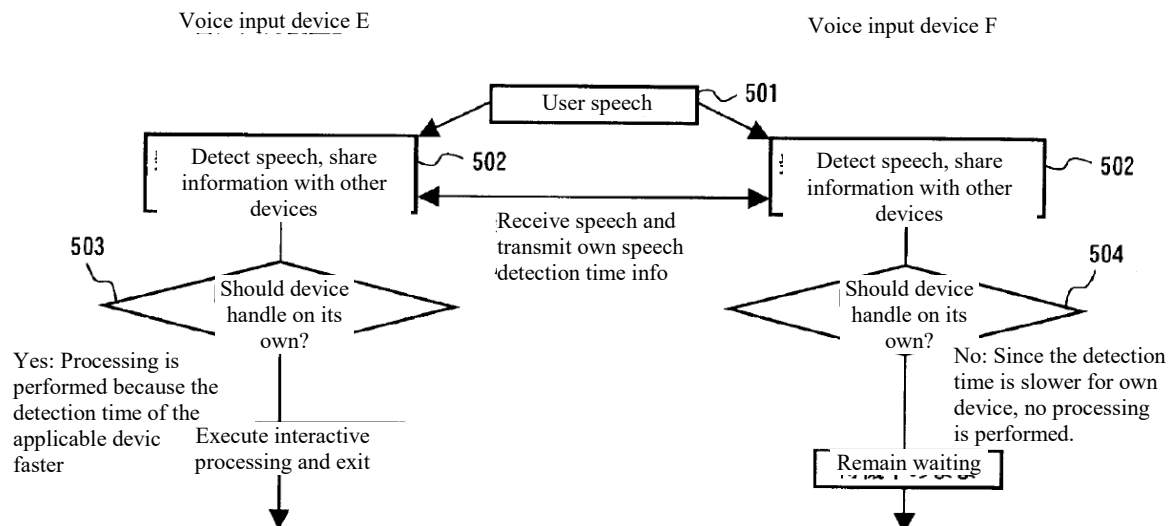 Voice input device E
Voice input device F
User speech
501
Detect speech, share
information with other
devices
502
Detect speech, share
information with other
devices
502
Receive speech and
transmit own speech
detection time info
503
Should device
handle on its
own?
504
Should device
handle on its
own?
Yes: Processing is
performed because the
detection time of the
applicable devic
faster
No: Since the detection
time is slower for own
device, no processing
is performed.
Execute interactive
processing and exit
Remain waiting